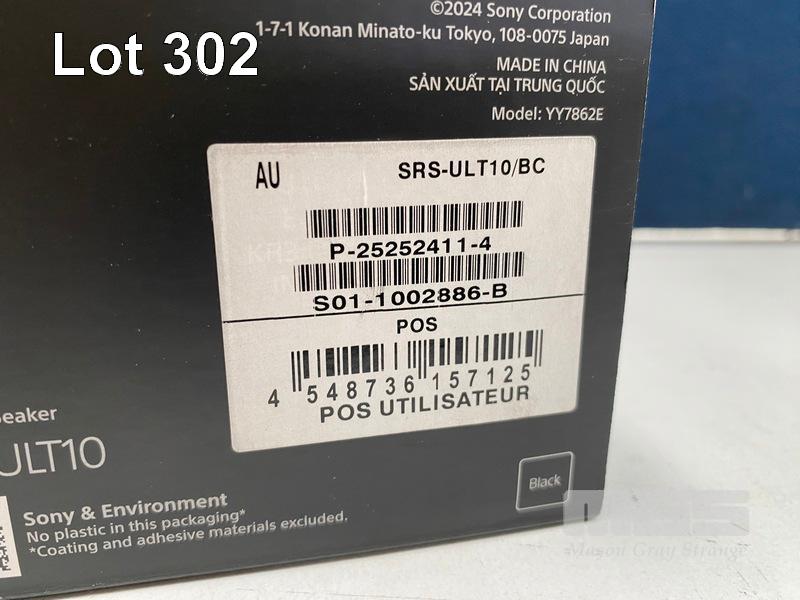 ©2024 Sony Corporation
Lot 302
1-7-1 Konan Minato-ku Tokyo, 108-0075 Japan
MADE IN CHINA
SẢN XUẤT TẠI TRUNG QUỐC
Model: YY7862E
AU SRS-ULT10/BC
P-25252411-4
S01-1002886-B
POS
4 548736 157125
POS UTILISATEUR
eaker
ULT10
Black
Sony & Environment
No plastic in this packaging*
*Coating and adhesive materials excluded.
MGS
Mason Gray Strange